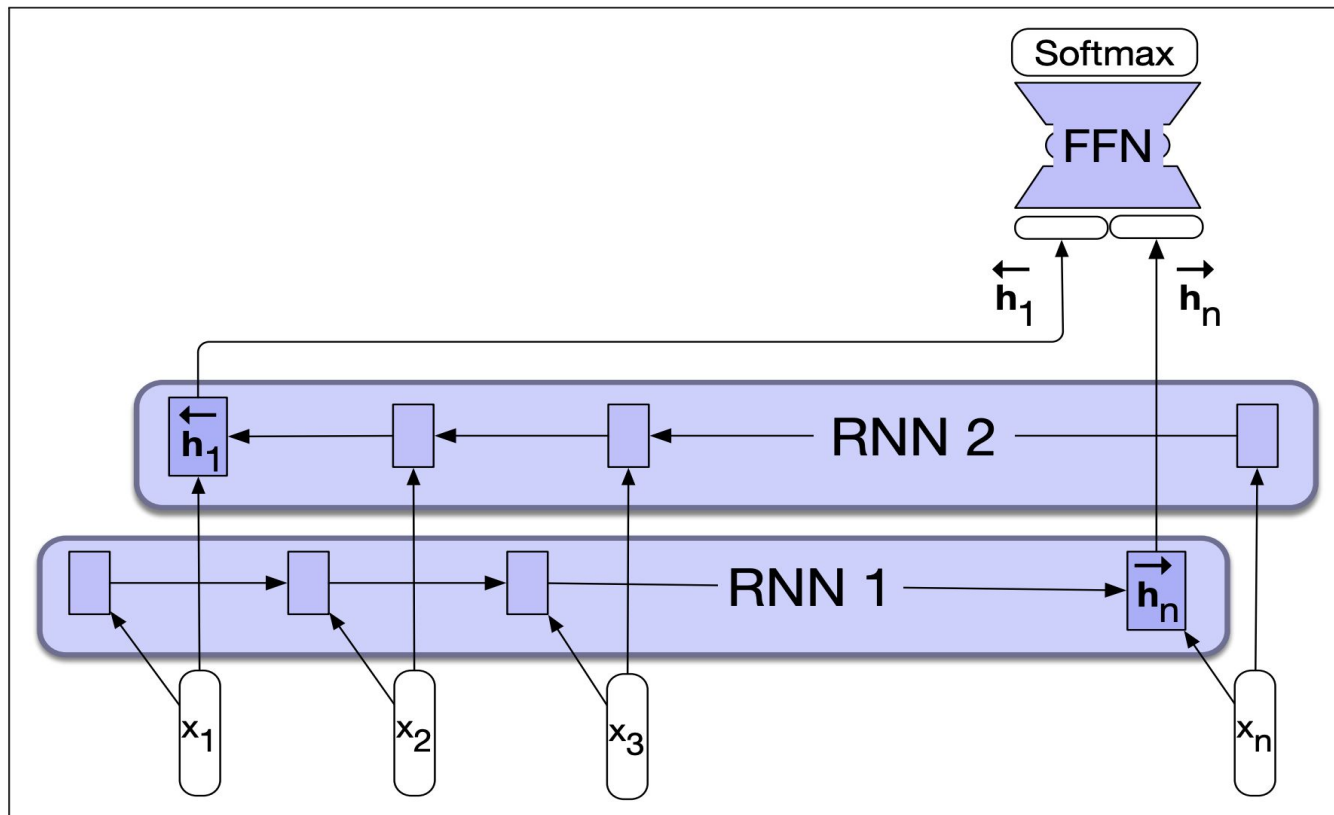 Softmax
FFN
←h₁ →hₙ
←h₁ RNN 2
RNN 1 →hₙ
x₁ x₂ x₃ xₙ